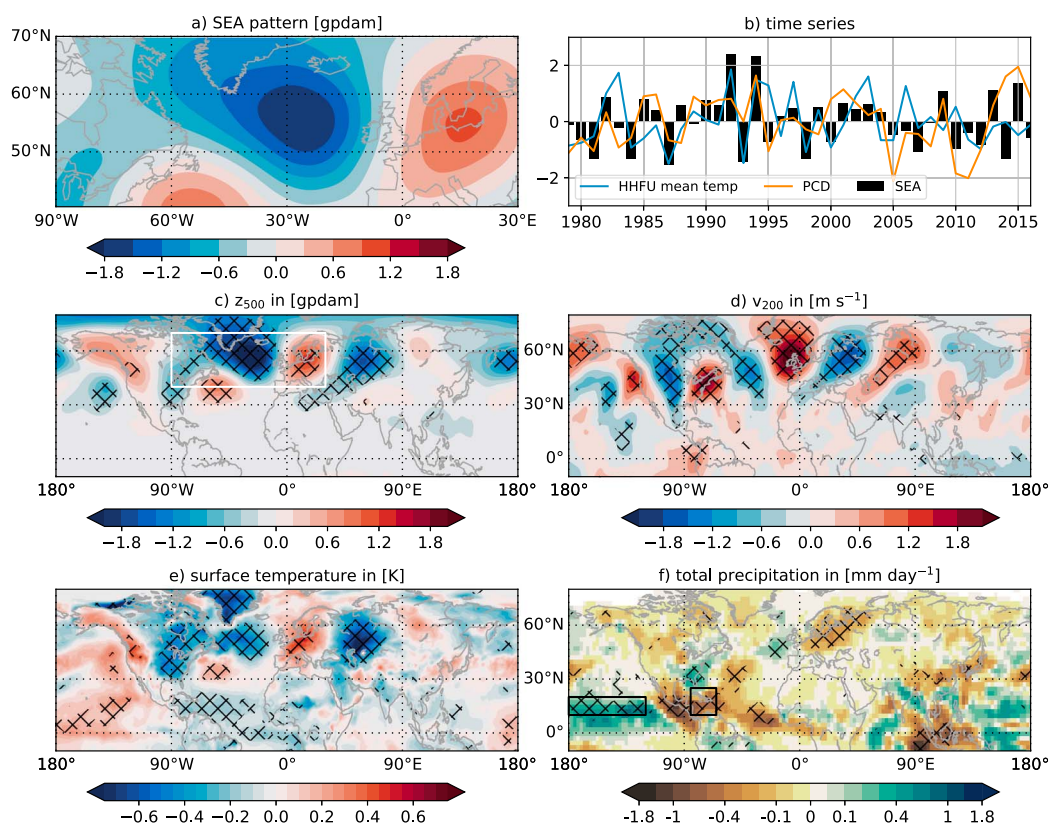 a) SEA pattern [gpdam]
b) time series
70°N
60°N
50°N
90°W 60°W 30°W 0° 30°E
−1.8 −1.2 −0.6 0.0 0.6 1.2 1.8
2
0
−2
HHFU mean temp PCD SEA
1980 1985 1990 1995 2000 2005 2010 2015
c) z500 in [gpdam]
d) v200 in [m s−1]
60°N
30°N
0°
180° 90°W 0° 90°E 180°
−1.8 −1.2 −0.6 0.0 0.6 1.2 1.8
60°N
30°N
0°
180° 90°W 0° 90°E 180°
−1.8 −1.2 −0.6 0.0 0.6 1.2 1.8
e) surface temperature in [K]
f) total precipitation in [mm day−1]
60°N
30°N
0°
180° 90°W 0° 90°E 180°
−0.6 −0.4 −0.2 0.0 0.2 0.4 0.6
60°N
30°N
0°
180° 90°W 0° 90°E 180°
-1.8 -1 -0.4 -0.1 0.1 0.4 1 1.8